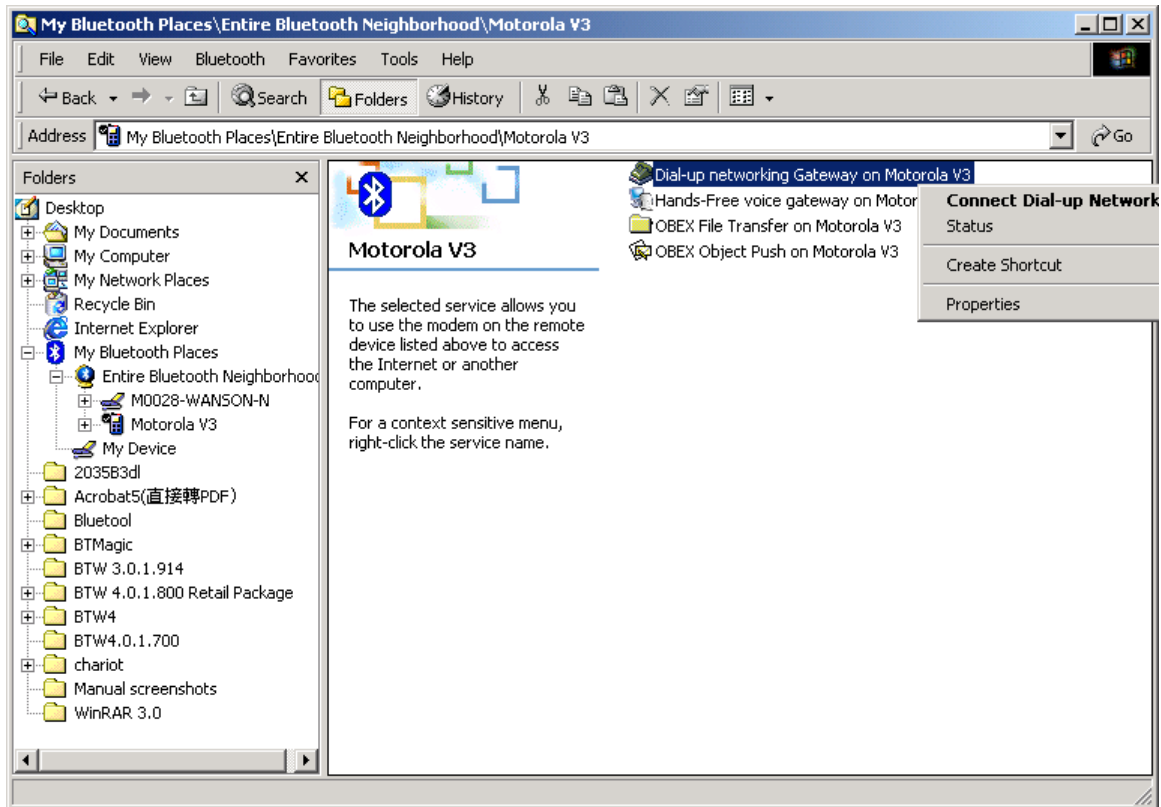 My Bluetooth Places\Entire Bluetooth Neighborhood\Motorola V3
File Edit View Bluetooth Favorites Tools Help
Back Search Folders History
Address My Bluetooth Places\Entire Bluetooth Neighborhood\Motorola V3 Go
Folders
Desktop
My Documents
My Computer
My Network Places
Recycle Bin
Internet Explorer
My Bluetooth Places
Entire Bluetooth Neighborhood
M0028-WANSON-N
Motorola V3
My Device
2035B3dl
Acrobat5(直接轉PDF)
Bluetool
BTMagic
BTW 3.0.1.914
BTW 4.0.1.800 Retail Package
BTW4
BTW4.0.1.700
chariot
Manual screenshots
WinRAR 3.0
Motorola V3
The selected service allows you
to use the modem on the remote
device listed above to access
the Internet or another
computer.
For a context sensitive menu,
right-click the service name.
Dial-up networking Gateway on Motorola V3
Hands-Free voice gateway on Motor
OBEX File Transfer on Motorola V3
OBEX Object Push on Motorola V3
Connect Dial-up Network
Status
Create Shortcut
Properties